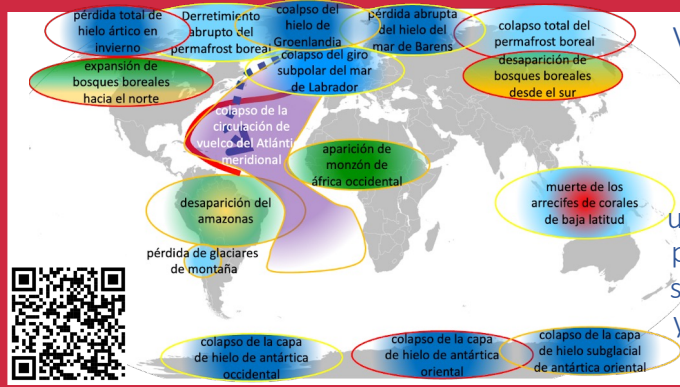 pérdida total de
hielo ártico en
invierno
Derretimiento
abrupto del
permafrost boreal
coalpso del
hielo de
Groenlandia
pérdida abrupta
del hielo del
mar de Barens
colapso total del
permafrost boreal
expansión de
bosques boreales
hacia el norte
colapso del giro
subpolar del mar
de Labrador
desaparición de
bosques boreales
desde el sur
colapso de la
circulación de
vuelco del Atlánti
meridional
aparición de
monzón de
áfrica occidental
desaparición del
amazonas
muerte de los
arrecifes de corales
de baja latitud
pérdida de glaciares
de montaña
colapso de la capa
de hielo de antártica
occidental
colapso de la capa
de hielo de antártica
oriental
colapso de la capa
de hielo subglacial
de antártica oriental
u
p
s
y